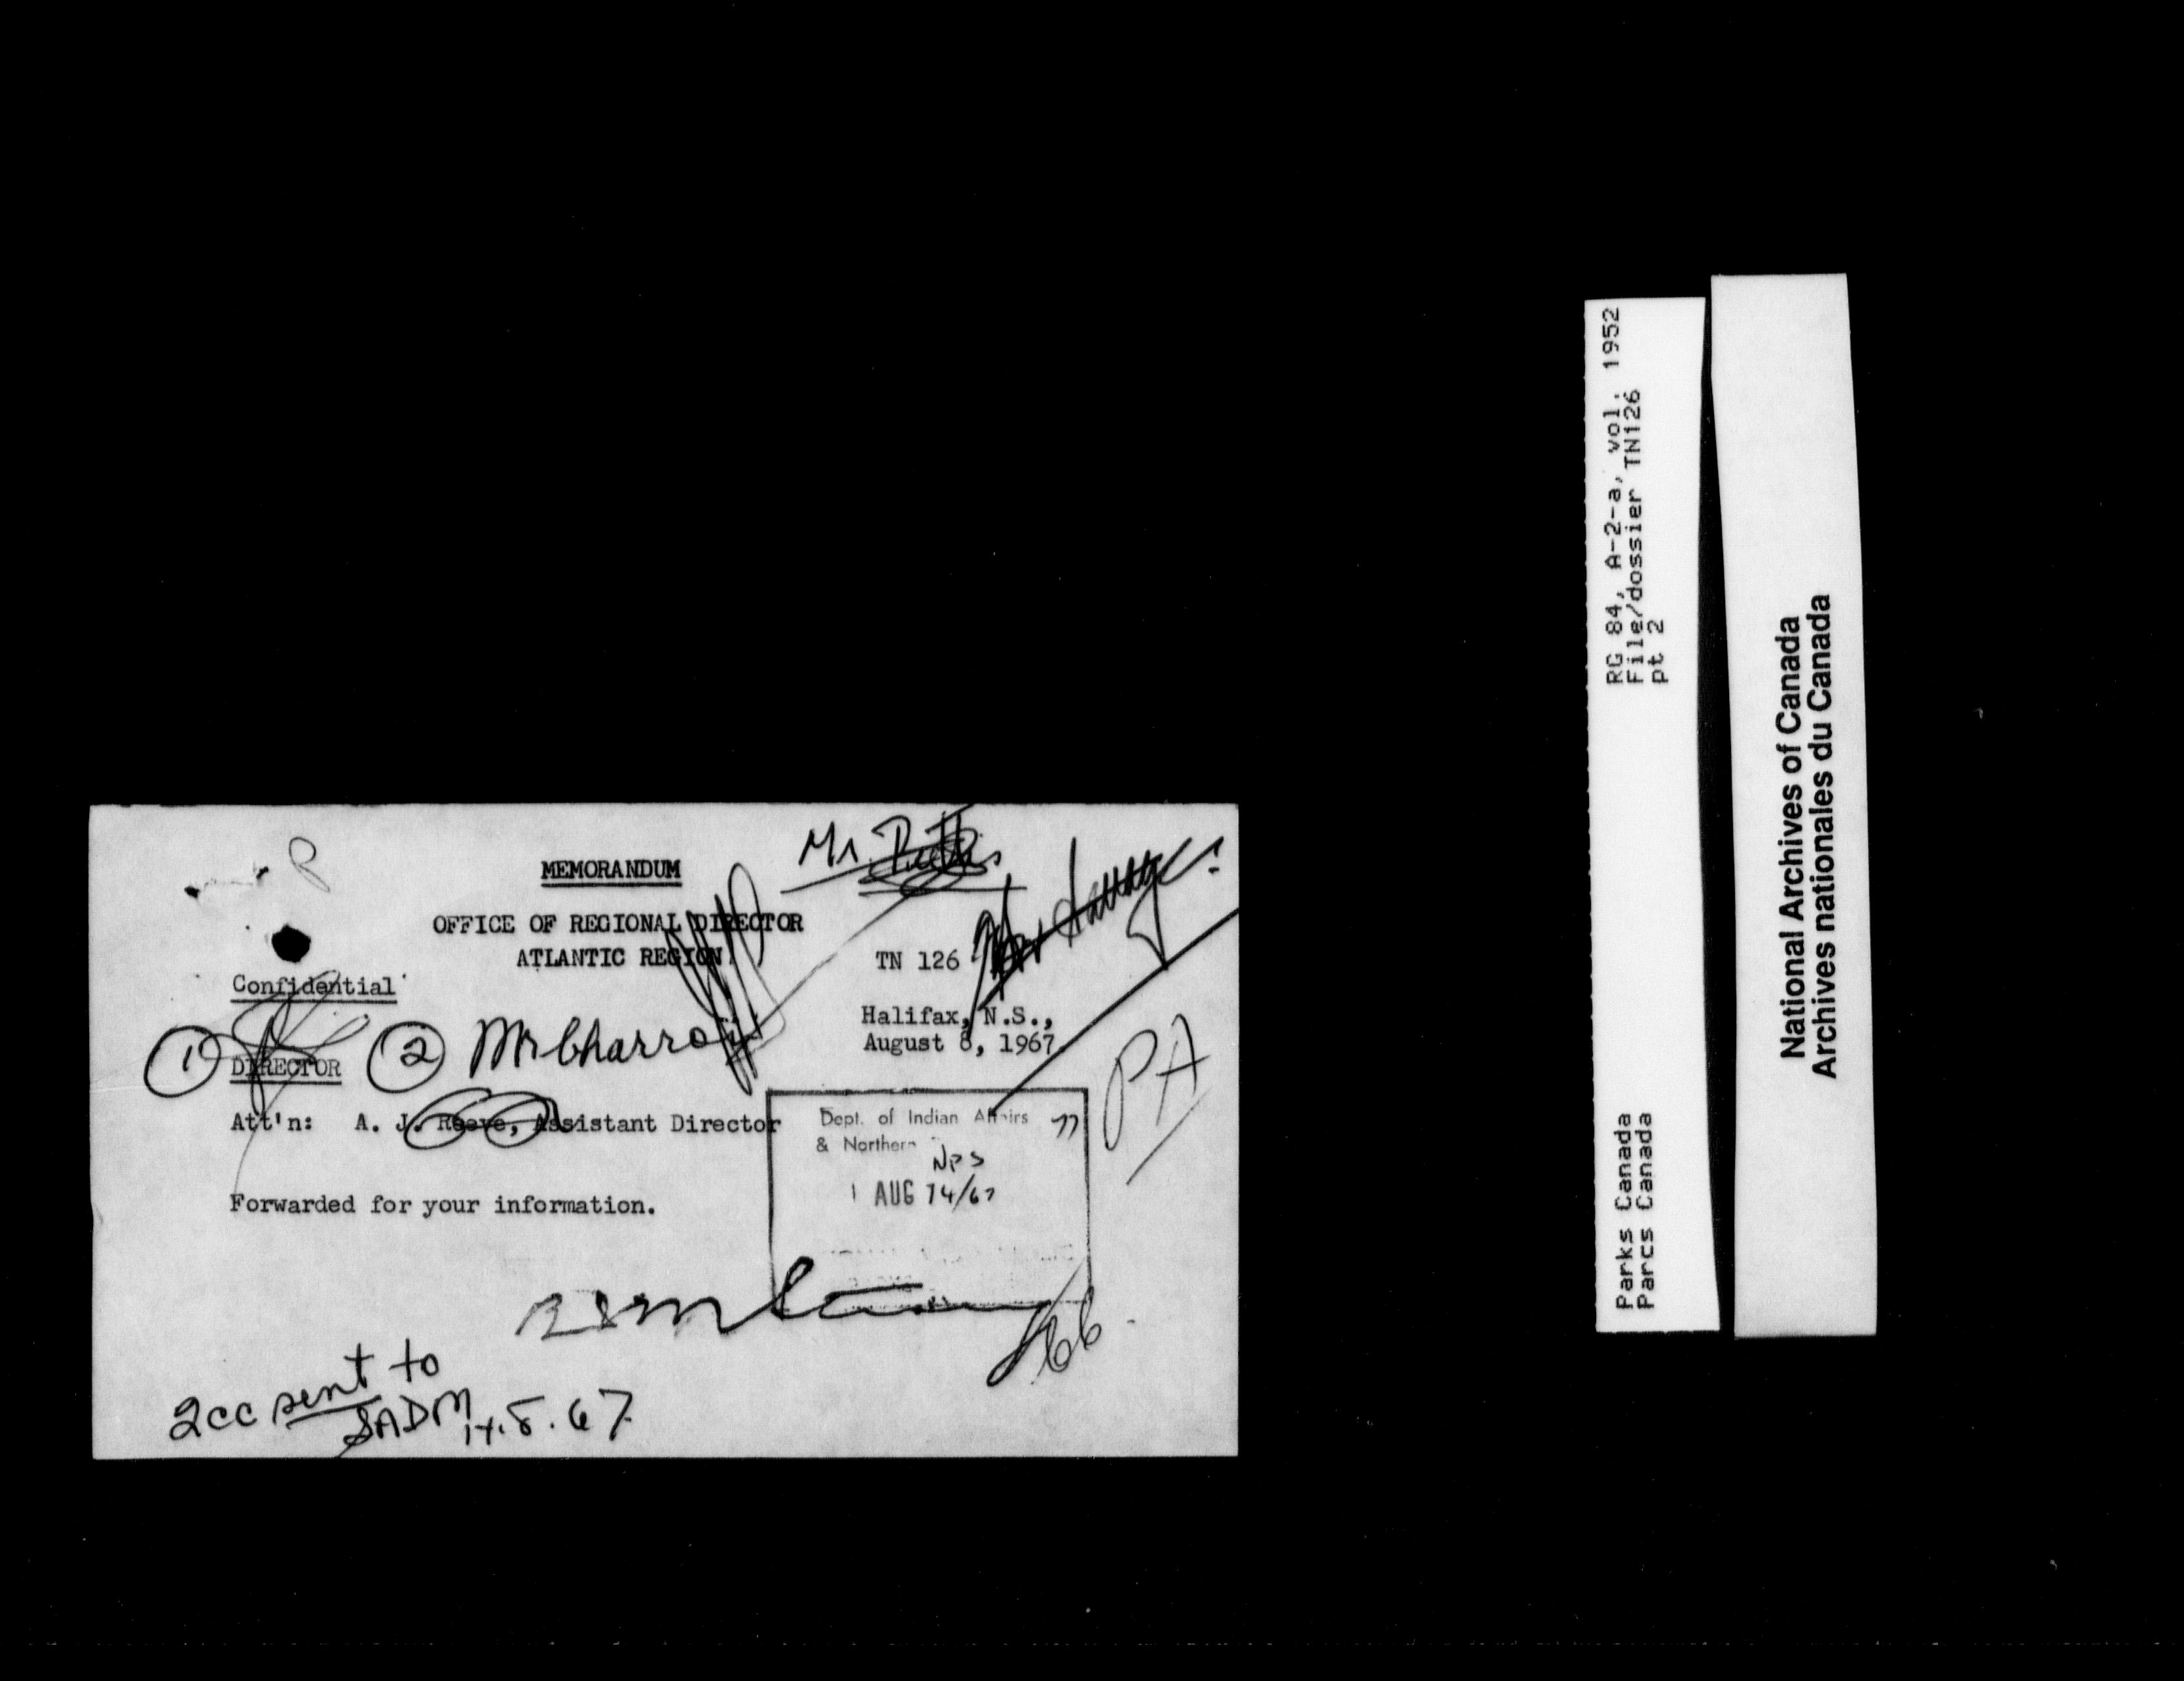 MEMORANDUM
OFFICE OF REGIONAL DIRECTOR
ATLANTIC REGION
TN 126
Confidential
Halifax, N.S.,
August 8, 1967.
1 DIRECTOR
2 Mr Charron
Att'n: A. J. Reeve, Assistant Director
Dept. of Indian Affairs
& Northern
NPS
AUG 14/67
PA
Forwarded for your information.
2cc sent to
SADM 14.8.67
RG 84, A-2-a, vol. 1952
File/dossier TN126
pt 2
Parks Canada
Parcs Canada
National Archives of Canada
Archives nationales du Canada